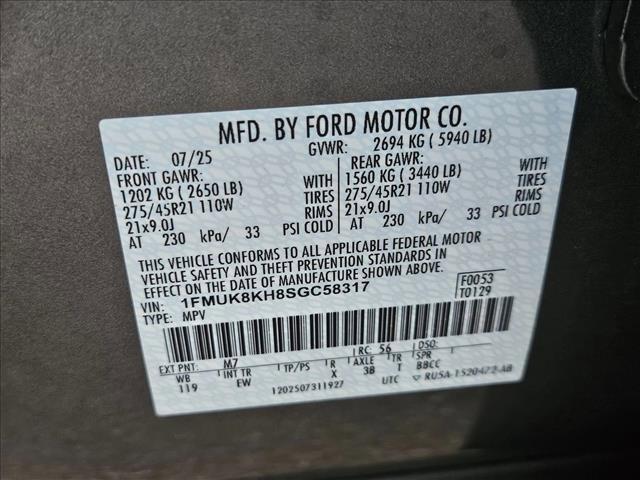 MFD. BY FORD MOTOR CO.
DATE: 07/25 GVWR: 2694 KG ( 5940 LB)
FRONT GAWR: REAR GAWR:
1202 KG ( 2650 LB) WITH 1560 KG ( 3440 LB) WITH
275/45R21 110W TIRES 275/45R21 110W TIRES
21x9.0J RIMS 21x9.0J RIMS
AT 230 kPa/ 33 PSI COLD AT 230 kPa/ 33 PSI COLD
THIS VEHICLE CONFORMS TO ALL APPLICABLE FEDERAL MOTOR
VEHICLE SAFETY AND THEFT PREVENTION STANDARDS IN
EFFECT ON THE DATE OF MANUFACTURE SHOWN ABOVE.
VIN: 1FMUK8KH8SGC58317 F0053
TYPE: MPV T0129
EXT PNT: M7 RC: 56 DSO:
WB INT TR TP/PS R AXLE TR SPR
119 EW X 3B T BBCC
1202507311927 UTC ▽ RU5A-1520472-AB